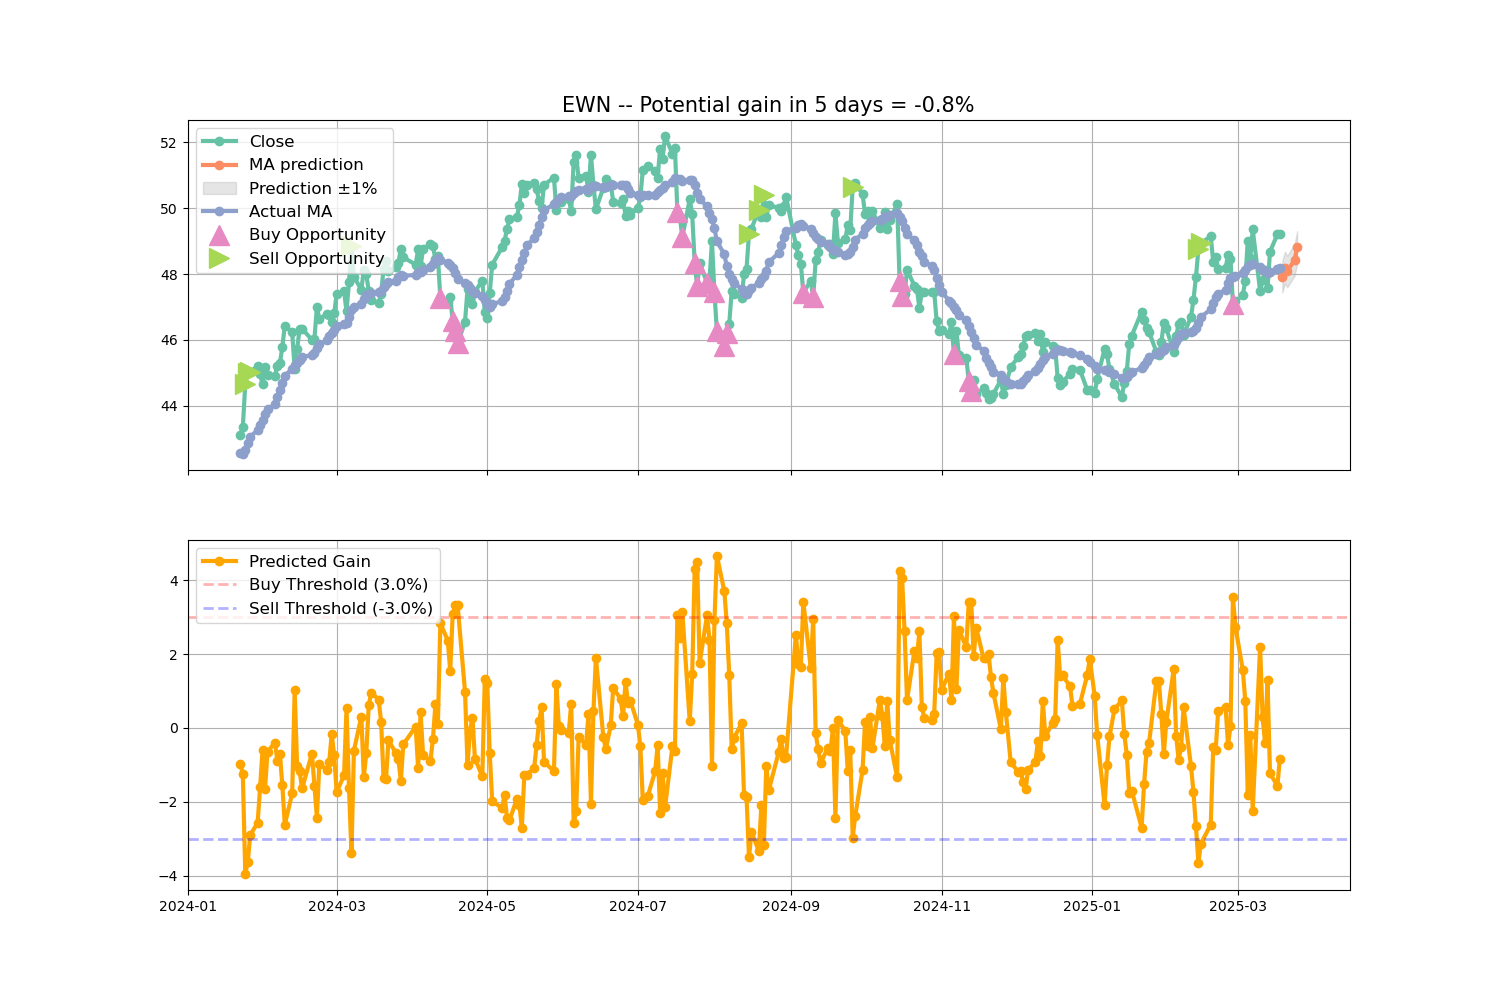 EWN -- Potential gain in 5 days = -0.8%
52
50
48
46
44
Close
MA prediction
Prediction ±1%
Actual MA
Buy Opportunity
Sell Opportunity
4
2
0
−2
−4
Predicted Gain
Buy Threshold (3.0%)
Sell Threshold (-3.0%)
2024-01 2024-03 2024-05 2024-07 2024-09 2024-11 2025-01 2025-03